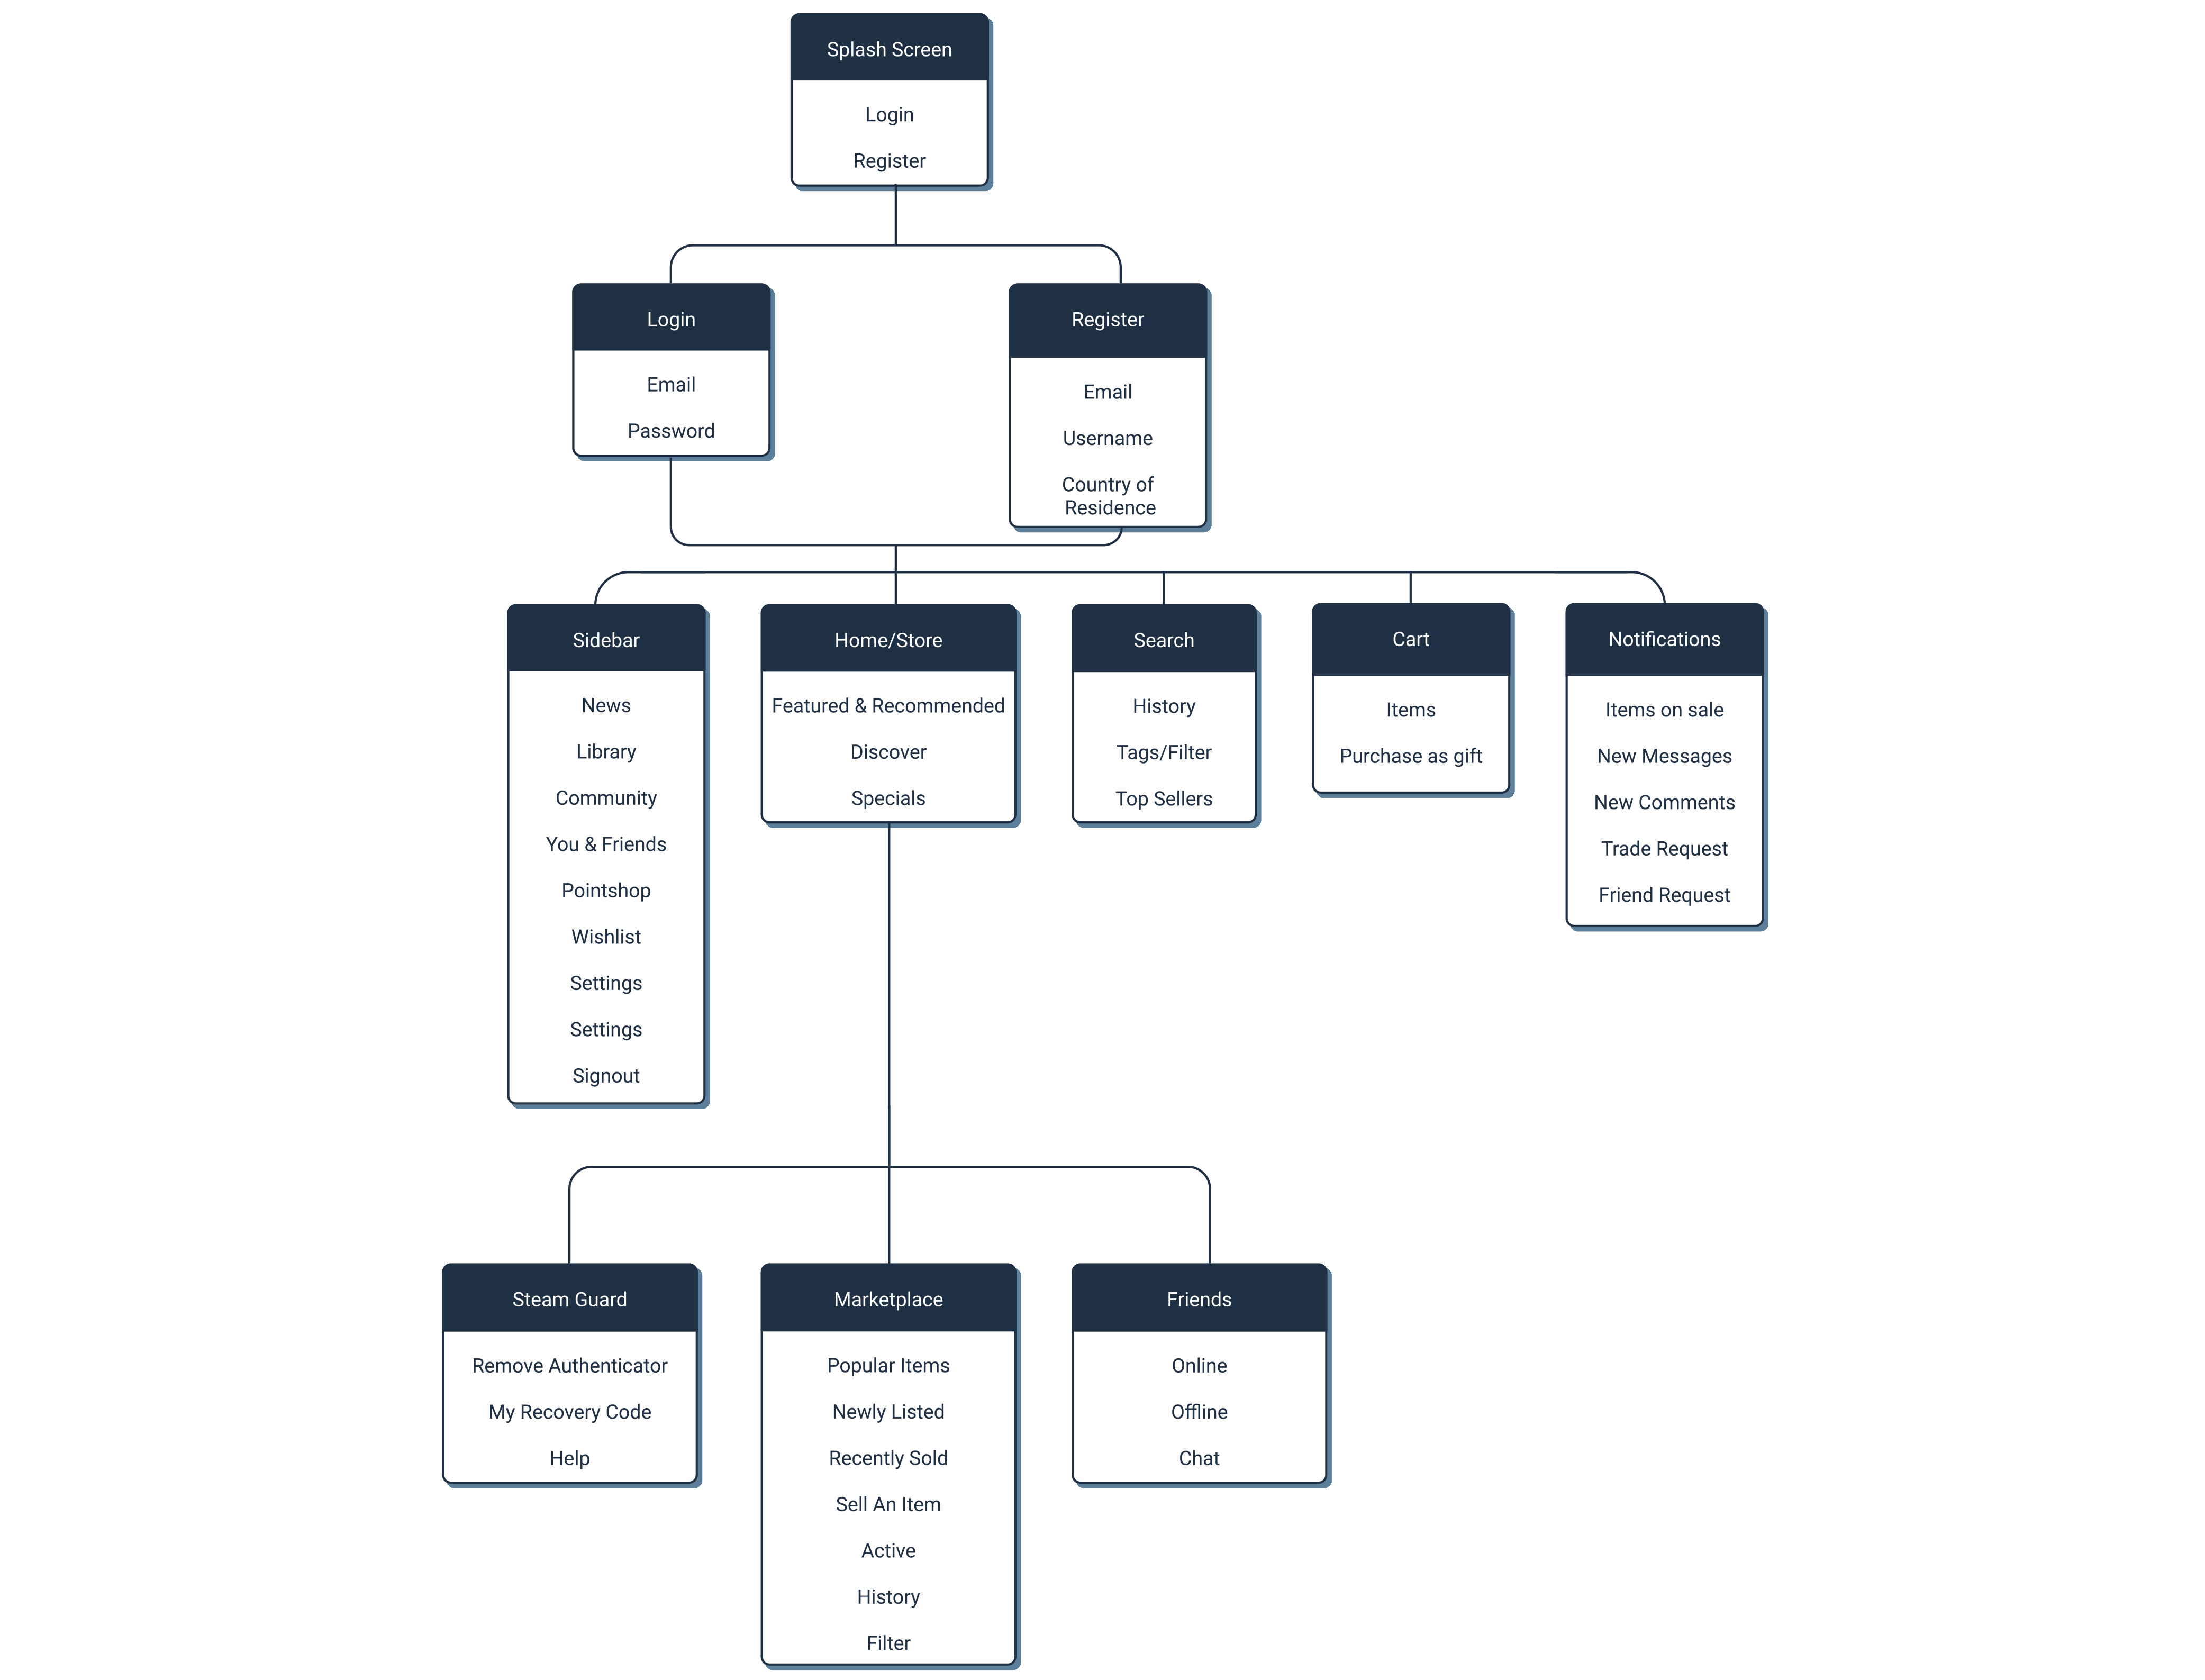 Splash Screen
Login
Register
Login
Email
Password
Register
Email
Username
Country of
Residence
Sidebar
News
Library
Community
You & Friends
Pointshop
Wishlist
Settings
Settings
Signout
Home/Store
Featured & Recommended
Discover
Specials
Search
History
Tags/Filter
Top Sellers
Cart
Items
Purchase as gift
Notifications
Items on sale
New Messages
New Comments
Trade Request
Friend Request
Steam Guard
Remove Authenticator
My Recovery Code
Help
Marketplace
Popular Items
Newly Listed
Recently Sold
Sell An Item
Active
History
Filter
Friends
Online
Offline
Chat